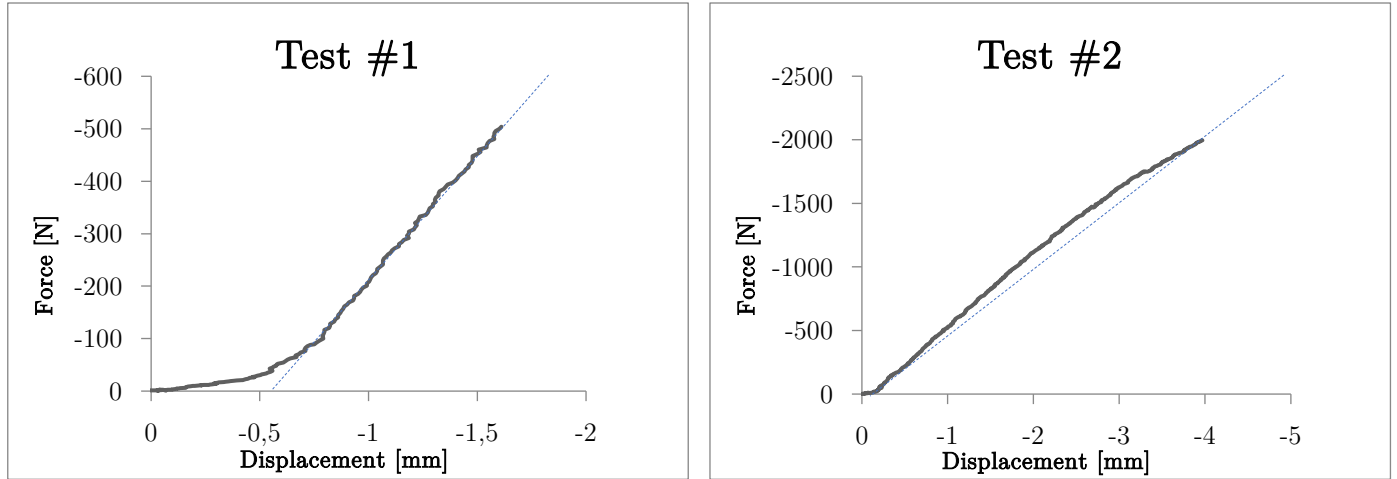 Test #1
-600
-500
-400
-300
-200
-100
0
Force [N]
0 -0,5 -1 -1,5 -2
Displacement [mm]
Test #2
-2500
-2000
-1500
-1000
-500
0
Force [N]
0 -1 -2 -3 -4 -5
Displacement [mm]